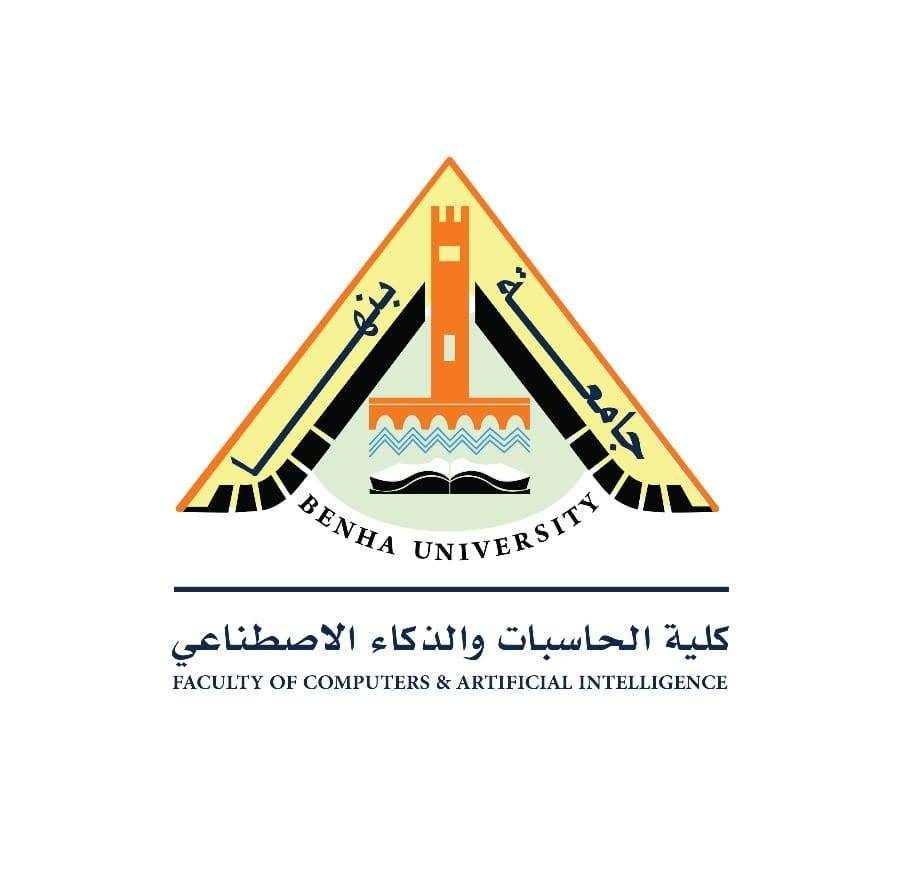 جامعة بنها
BENHA UNIVERSITY
كلية الحاسبات والذكاء الاصطناعي
FACULTY OF COMPUTERS & ARTIFICIAL INTELLIGENCE